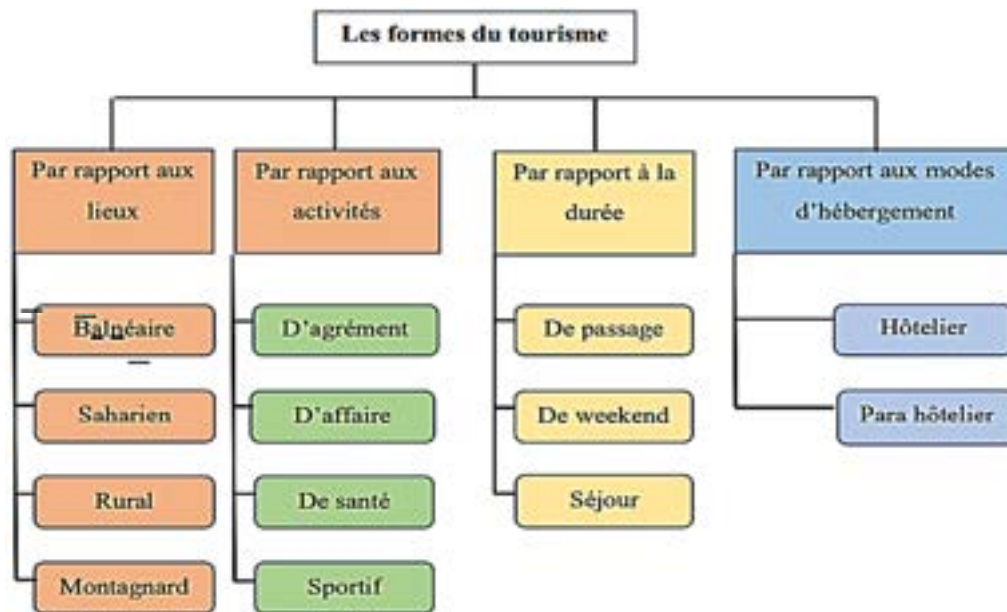 Les formes du tourisme
Par rapport aux
lieux
Balnéaire
Saharien
Rural
Montagnard
Par rapport aux
activités
D'agrément
D'affaire
De santé
Sportif
Par rapport à la
durée
De passage
De weekend
Séjour
Par rapport aux modes
d'hébergement
Hôtelier
Para hôtelier